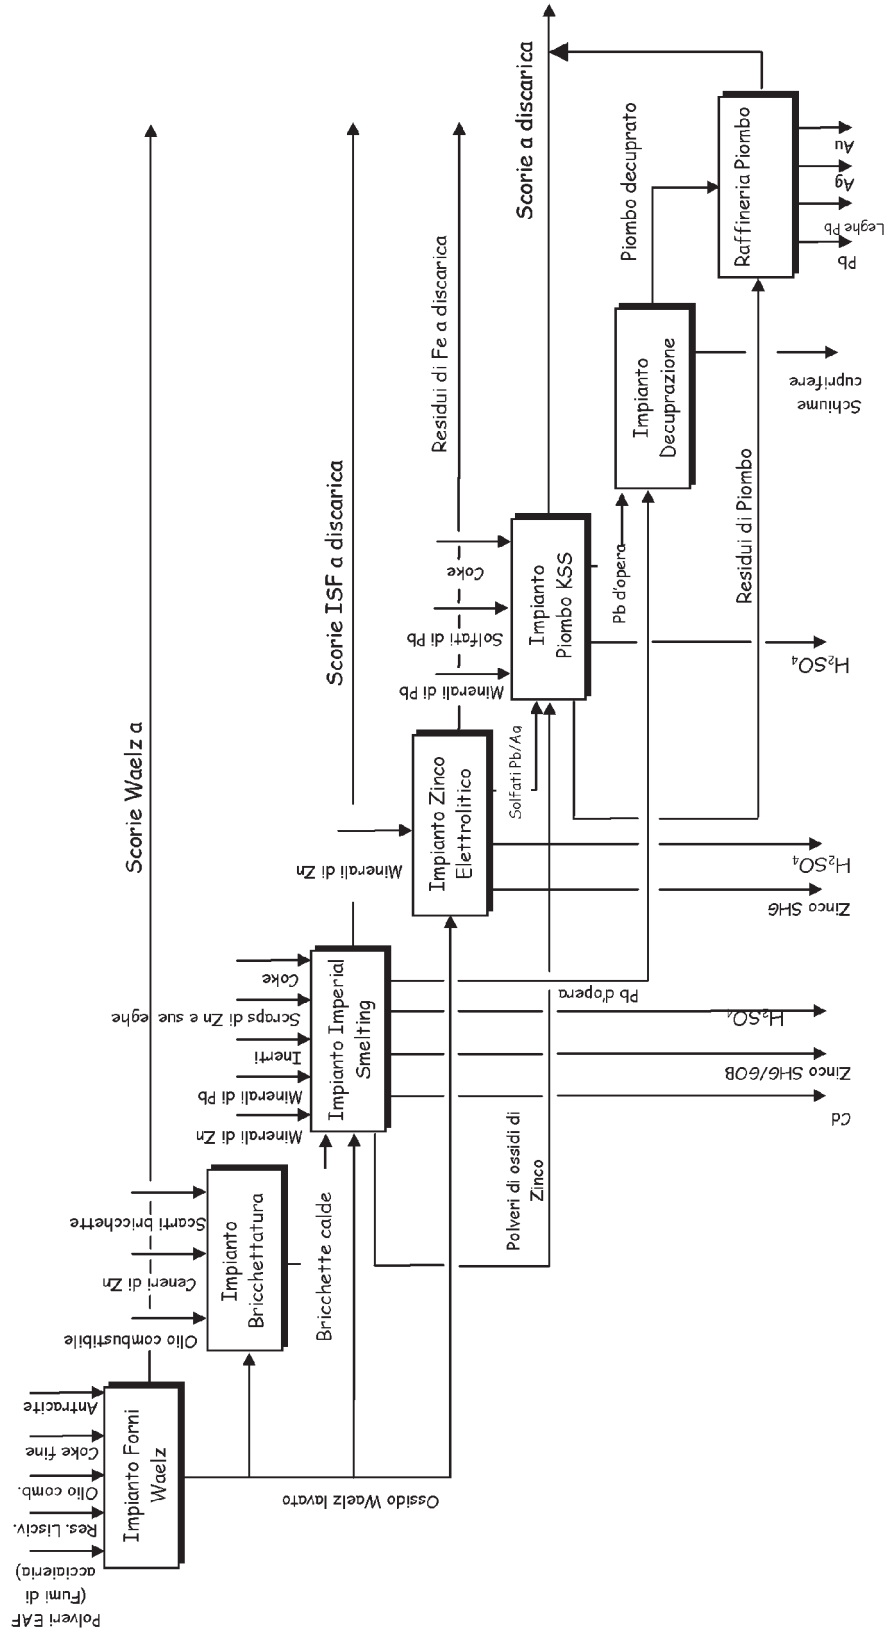 Polveri EAF
(Fumi di
acciaieria)
Res. Lisciv.
Olio comb.
Coke fine
Antracite
Impianto Forni
Waelz
Scorie Waelz a
Ossido Waelz lavato
Olio combustibile
Ceneri di Zn
Scarti bricchette
Impianto
Bricchettatura
Bricchette calde
Minerali di Zn
Minerali di Pb
Inerti
Scraps di Zn e sue leghe
Coke
Impianto Imperial
Smelting
Scorie ISF a discarica
Polveri di ossidi di
Zinco
Pb d'opera
Cd
Zinco SHG/GOB
H₂SO₄
Minerali di Zn
Impianto Zinco
Elettrolitico
Residui di Fe a discarica
Solfati Pb/Ag
Zinco SHG
H₂SO₄
Minerali di Pb
Solfati di Pb
Coke
Impianto
Piombo KSS
Scorie a discarica
Pb d'opera
H₂SO₄
Residui di Piombo
Impianto
Decuprazione
Piombo decuprato
Schiume
cuprifere
Raffineria Piombo
Pb
Leghe Pb
Ag
Au